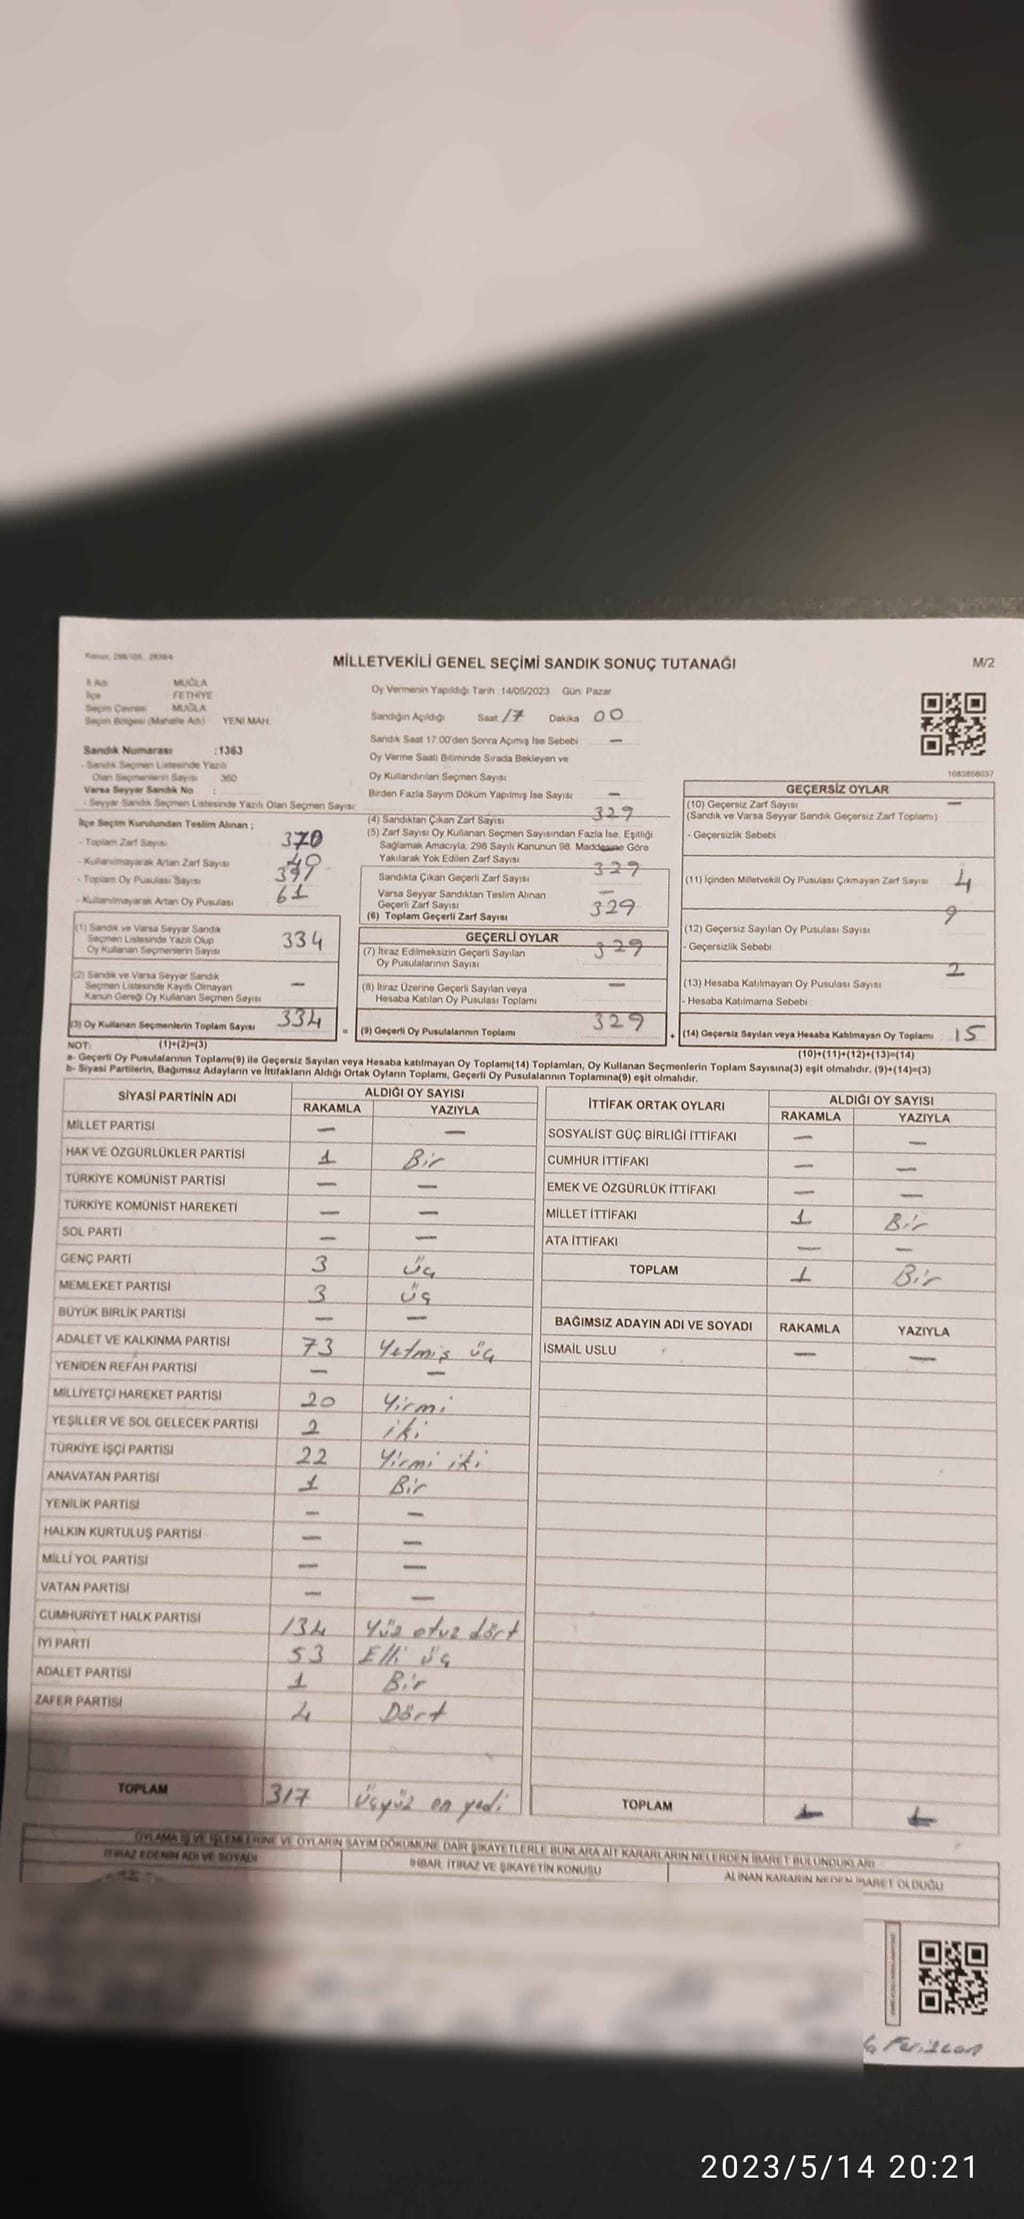 MİLLETVEKİLİ GENEL SEÇİMİ SANDIK SONUÇ TUTANAĞI
M/2
İl Adı MUĞLA
İlçe FETHİYE
Seçim Çevresi MUĞLA
Seçim Bölgesi (Mahalle Adı) YENİ MAH.
Sandık Numarası :1363
- Sandık Seçmen Listesinde Yazılı
Olan Seçmenlerin Sayısı 360
Varsa Seyyar Sandık No :
- Seyyar Sandık Seçmen Listesinde Yazılı Olan Seçmen Sayısı:
Oy Vermenin Yapıldığı Tarih :14/05/2023 Gün: Pazar
Sandığın Açıldığı Saat 17 Dakika 00
Sandık Saat 17:00'den Sonra Açımış İse Sebebi —
Oy Verme Saati Bitiminde Sırada Bekleyen ve
Oy Kullandırılan Seçmen Sayısı
Birden Fazla Sayım Döküm Yapılmış İse Sayısı —
1683856037
İlçe Seçim Kurulundan Teslim Alınan ;
- Toplam Zarf Sayısı 370
- Kullanılmayarak Artan Zarf Sayısı 40
- Toplam Oy Pusulası Sayısı
- Kullanılmayarak Artan Oy Pusulası 61
(1) Sandık ve Varsa Seyyar Sandık
Seçmen Listesinde Yazılı Olup
Oy Kullanan Seçmenlerin Sayısı 334
(2) Sandık ve Varsa Seyyar Sandık
Seçmen Listesinde Kayıtlı Olmayan
Kanun Gereği Oy Kullanan Seçmen Sayısı —
(3) Oy Kullanan Seçmenlerin Toplam Sayısı 334
(4) Sandıktan Çıkan Zarf Sayısı 329
(5) Zarf Sayısı Oy Kullanan Seçmen Sayısından Fazla İse, Eşitliği
Sağlamak Amacıyla, 298 Sayılı Kanunun 98. Maddesine Göre
Yakılarak Yok Edilen Zarf Sayısı —
Sandıkta Çıkan Geçerli Zarf Sayısı 329
Varsa Seyyar Sandıktan Teslim Alınan
Geçerli Zarf Sayısı —
(6) Toplam Geçerli Zarf Sayısı 329
GEÇERLİ OYLAR
(7) İtiraz Edilmeksizin Geçerli Sayılan
Oy Pusulalarının Sayısı 329
(8) İtiraz Üzerine Geçerli Sayılan veya
Hesaba Katılan Oy Pusulası Toplamı —
= (9) Geçerli Oy Pusulalarının Toplamı 329
GEÇERSİZ OYLAR
(10) Geçersiz Zarf Sayısı —
(Sandık ve Varsa Seyyar Sandık Geçersiz Zarf Toplamı)
- Geçersizlik Sebebi
(11) İçinden Milletvekil Oy Pusulası Çıkmayan Zarf Sayısı 4
(12) Geçersiz Sayılan Oy Pusulası Sayısı 9
- Geçersizlik Sebebi
(13) Hesaba Katılmayan Oy Pusulası Sayısı 2
- Hesaba Katılmama Sebebi
+ (14) Geçersiz Sayılan veya Hesaba Katılmayan Oy Toplamı 15
NOT: (1)+(2)=(3)
(10)+(11)+(12)+(13)=(14)
a- Geçerli Oy Pusulalarının Toplamı(9) ile Geçersiz Sayılan veya Hesaba katılmayan Oy Toplamı(14) Toplamları, Oy Kullanan Seçmenlerin Toplam Sayısına(3) eşit olmalıdır. (9)+(14)=(3)
b- Siyasi Partilerin, Bağımsız Adayların ve İttifakların Aldığı Ortak Oyların Toplamı, Geçerli Oy Pusulalarının Toplamına(9) eşit olmalıdır.
SİYASİ PARTİNİN ADI ALDIĞI OY SAYISI
RAKAMLA YAZIYLA
MİLLET PARTİSİ — —
HAK VE ÖZGÜRLÜKLER PARTİSİ 1 Bir
TÜRKİYE KOMÜNİST PARTİSİ — —
TÜRKİYE KOMÜNİST HAREKETİ — —
SOL PARTİ — —
GENÇ PARTİ 3 Üç
MEMLEKET PARTİSİ 3 Üç
BÜYÜK BİRLİK PARTİSİ — —
ADALET VE KALKINMA PARTİSİ 73 Yetmiş üç
YENİDEN REFAH PARTİSİ — —
MİLLİYETÇİ HAREKET PARTİSİ 20 Yirmi
YEŞİLLER VE SOL GELECEK PARTİSİ 2 iki
TÜRKİYE İŞÇİ PARTİSİ 22 Yirmi iki
ANAVATAN PARTİSİ 1 Bir
YENİLİK PARTİSİ — —
HALKIN KURTULUŞ PARTİSİ — —
MİLLİ YOL PARTİSİ — —
VATAN PARTİSİ — —
CUMHURİYET HALK PARTİSİ 134 Yüz otuz dört
İYİ PARTİ 53 Elli üç
ADALET PARTİSİ 1 Bir
ZAFER PARTİSİ 4 Dört
TOPLAM 317 Üçyüz on yedi
İTTİFAK ORTAK OYLARI ALDIĞI OY SAYISI
RAKAMLA YAZIYLA
SOSYALİST GÜÇ BİRLİĞİ İTTİFAKI — —
CUMHUR İTTİFAKI — —
EMEK VE ÖZGÜRLÜK İTTİFAKI — —
MİLLET İTTİFAKI 1 Bir
ATA İTTİFAKI — —
TOPLAM 1 Bir
BAĞIMSIZ ADAYIN ADI VE SOYADI RAKAMLA YAZIYLA
İSMAİL USLU — —
TOPLAM
OYLAMA İŞ VE İŞLEMLERİNE VE OYLARIN SAYIM DÖKÜMÜNE DAİR ŞİKAYETLERLE BUNLARA AİT KARARLARIN NELERDEN İBARET BULUNDUKLARI
İTİRAZ EDENİN ADI VE SOYADI
İHBAR, İTİRAZ VE ŞİKAYETİN KONUSU
ALINAN KARARIN NEDEN İBARET OLDUĞU
2023/5/14 20:21